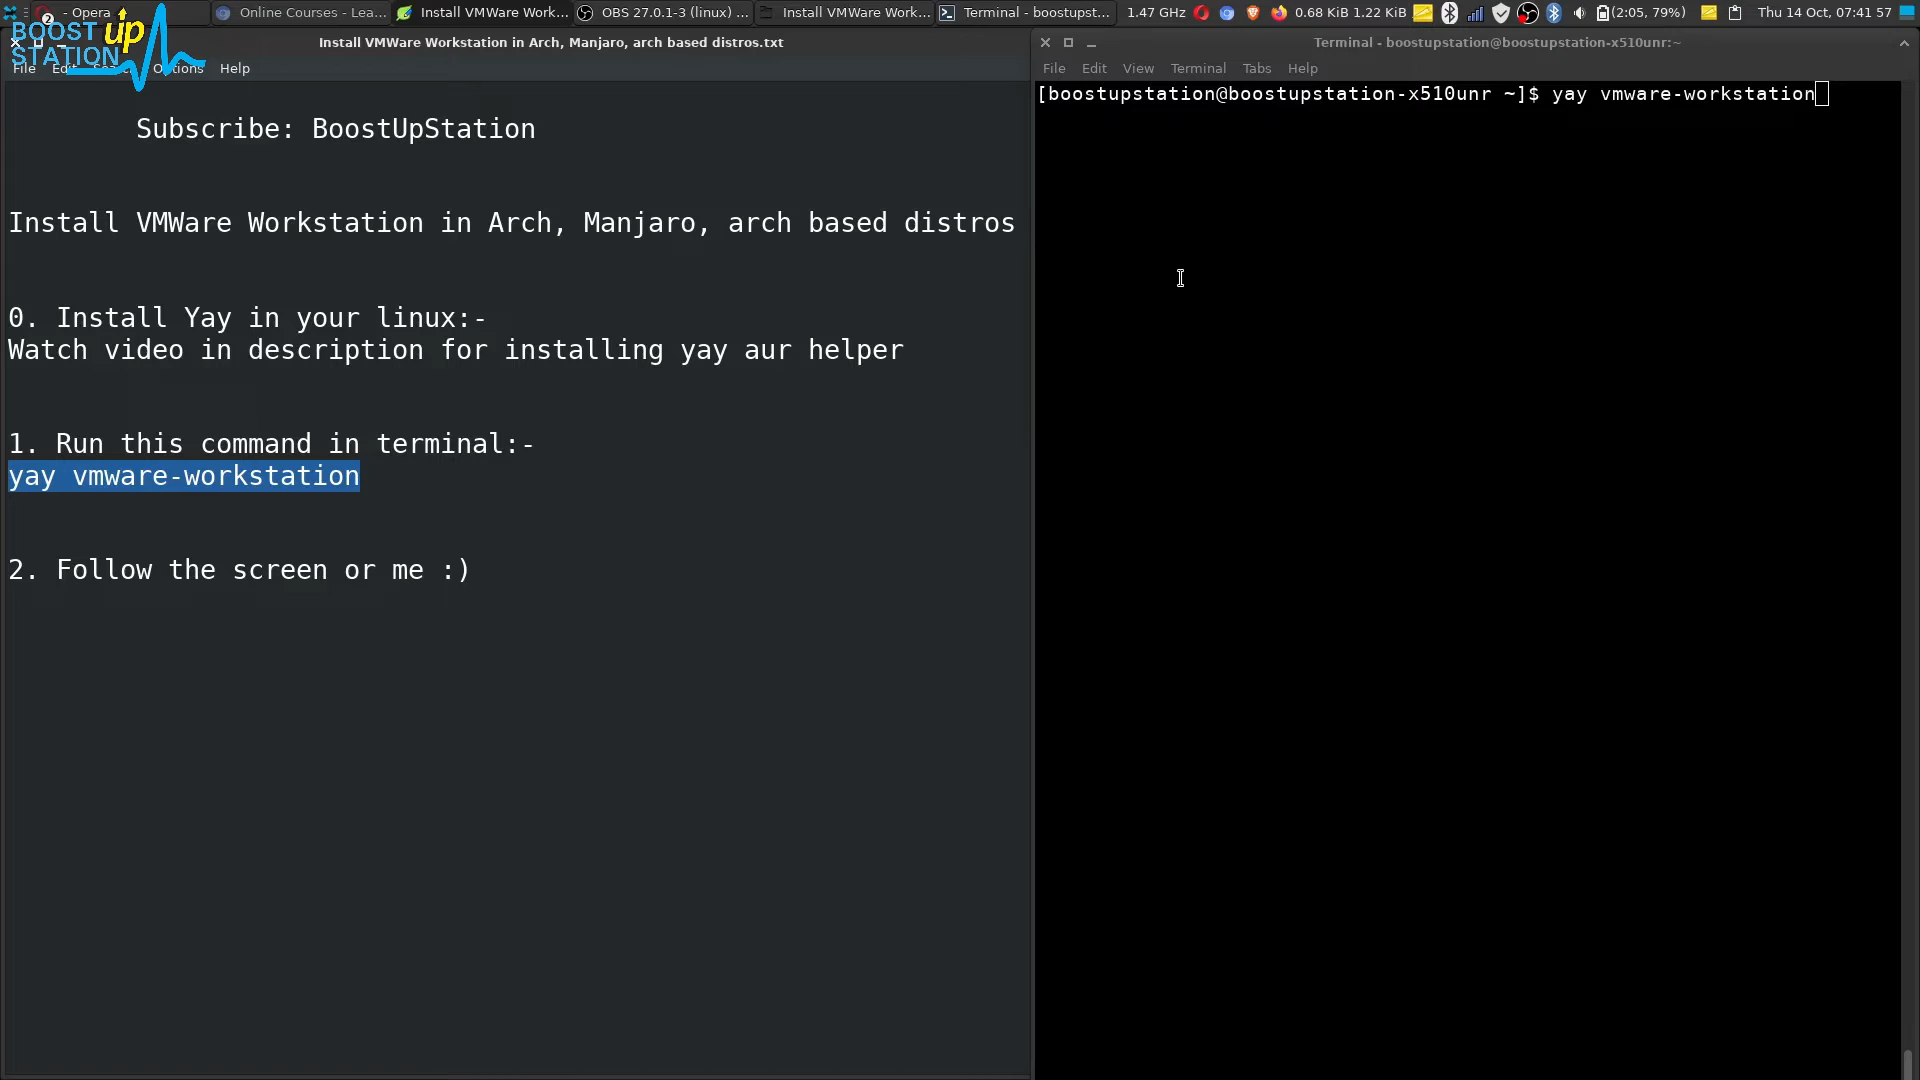 - Opera
Online Courses - Lea...
Install VMWare Work...
OBS 27.0.1-3 (linux) ...
Install VMWare Work...
Terminal - boostupst...
1.47 GHz
0.68 KiB 1.22 KiB
(2:05, 79%)
Thu 14 Oct, 07:41 57
2
BOOST up
STATION
Install VMWare Workstation in Arch, Manjaro, arch based distros.txt
File Edit Search Options Help
Subscribe: BoostUpStation
Install VMWare Workstation in Arch, Manjaro, arch based distros
0. Install Yay in your linux:-
Watch video in description for installing yay aur helper
1. Run this command in terminal:-
yay vmware-workstation
2. Follow the screen or me :)
Terminal - boostupstation@boostupstation-x510unr:~
File Edit View Terminal Tabs Help
[boostupstation@boostupstation-x510unr ~]$ yay vmware-workstation